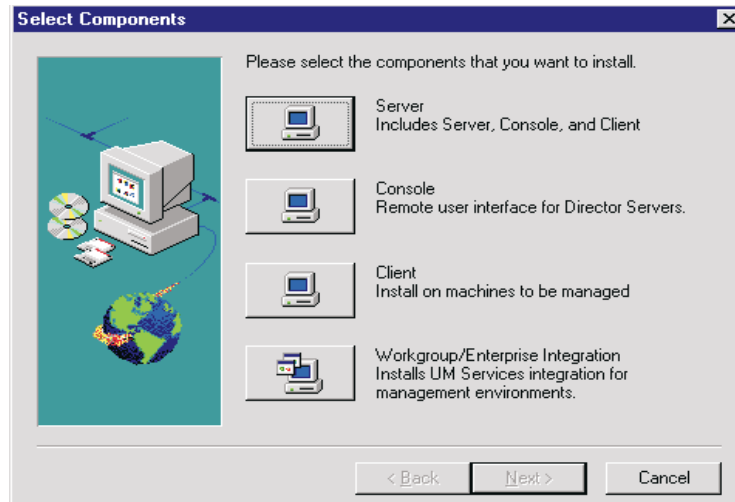 Select Components
Please select the components that you want to install.
Server
Includes Server, Console, and Client
Console
Remote user interface for Director Servers.
Client
Install on machines to be managed
Workgroup/Enterprise Integration
Installs UM Services integration for
management environments.
< Back
Next >
Cancel